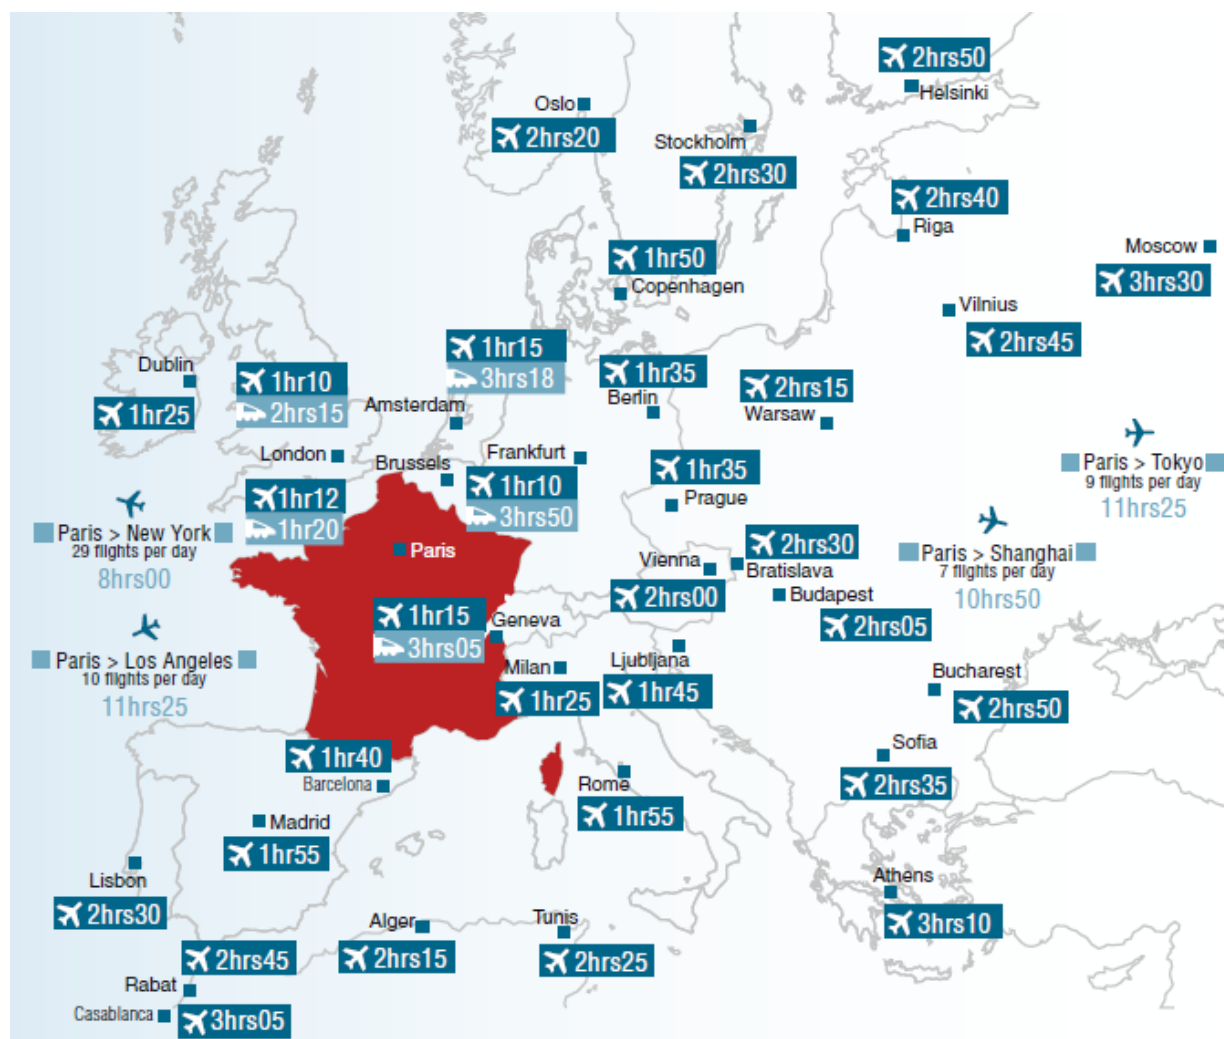 2hrs50
Helsinki
Oslo
2hrs20
Stockholm
2hrs30
2hrs40
Riga
Moscow
3hrs30
1hr50
Copenhagen
Vilnius
2hrs45
Dublin
1hr25
1hr10
2hrs15
London
1hr15
3hrs18
Amsterdam
1hr35
Berlin
2hrs15
Warsaw
Brussels
1hr12
1hr20
Frankfurt
1hr10
3hrs50
1hr35
Prague
Paris > Tokyo
9 flights per day
11hrs25
Paris > New York
29 flights per day
8hrs00
Paris
Vienna
2hrs00
2hrs30
Bratislava
Budapest
2hrs05
Paris > Shanghai
7 flights per day
10hrs50
Paris > Los Angeles
10 flights per day
11hrs25
1hr15
3hrs05
Geneva
Milan
1hr25
Ljubljana
1hr45
Bucharest
2hrs50
Sofia
2hrs35
1hr40
Barcelona
Rome
1hr55
Madrid
1hr55
Lisbon
2hrs30
Athens
3hrs10
Alger
2hrs15
Tunis
2hrs25
2hrs45
Rabat
Casablanca
3hrs05